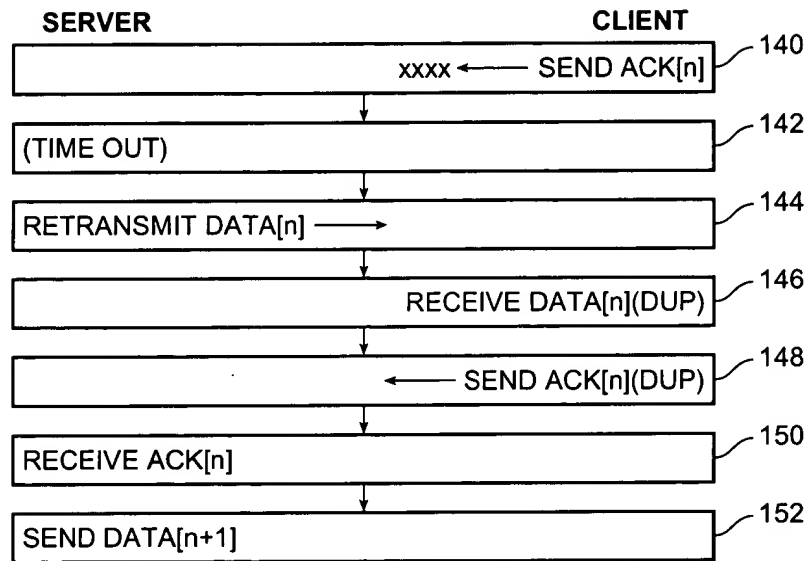 SERVER CLIENT
xxxx ← SEND ACK[n] 140
(TIME OUT) 142
RETRANSMIT DATA[n] → 144
RECEIVE DATA[n](DUP) 146
← SEND ACK[n](DUP) 148
RECEIVE ACK[n] 150
SEND DATA[n+1] 152